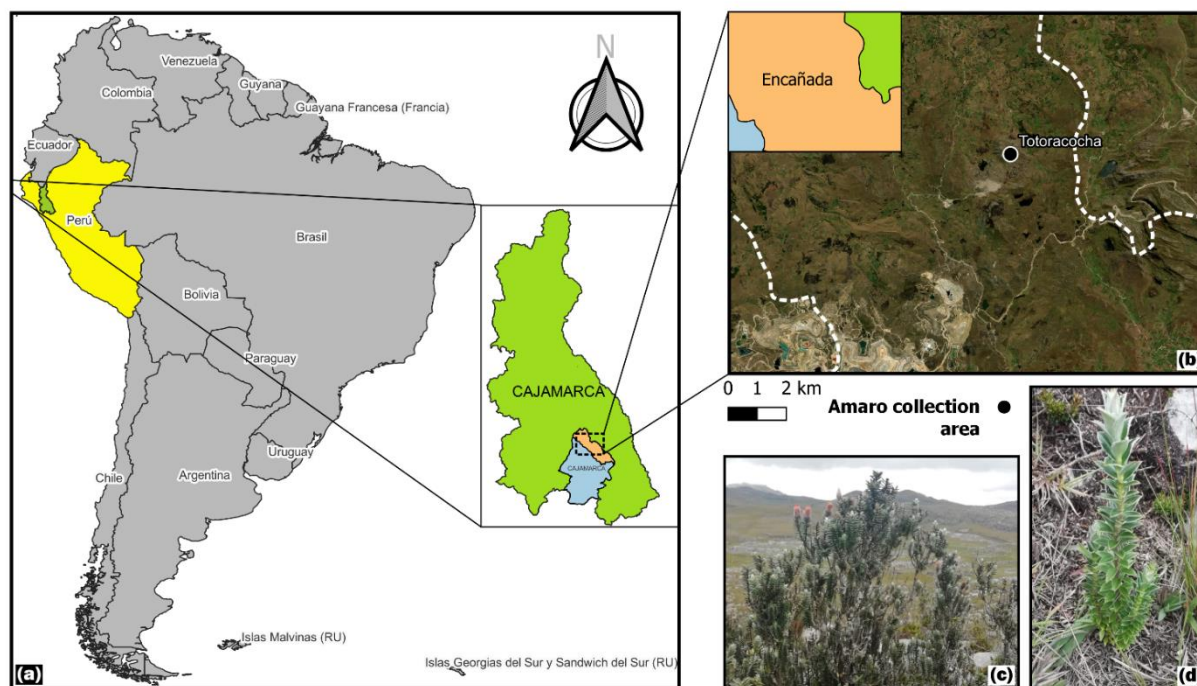 N
Venezuela
Guyana
Colombia
Guayana Francesa (Francia)
Ecuador
Perú
Brasil
Bolivia
Paraguay
Uruguay
Chile
Argentina
Islas Malvinas (RU)
Islas Georgias del Sur y Sandwich del Sur (RU)
(a)
CAJAMARCA
CAJAMARCA
Encañada
Totoracocha
(b)
0 1 2 km
Amaro collection
area
(c)
(d)